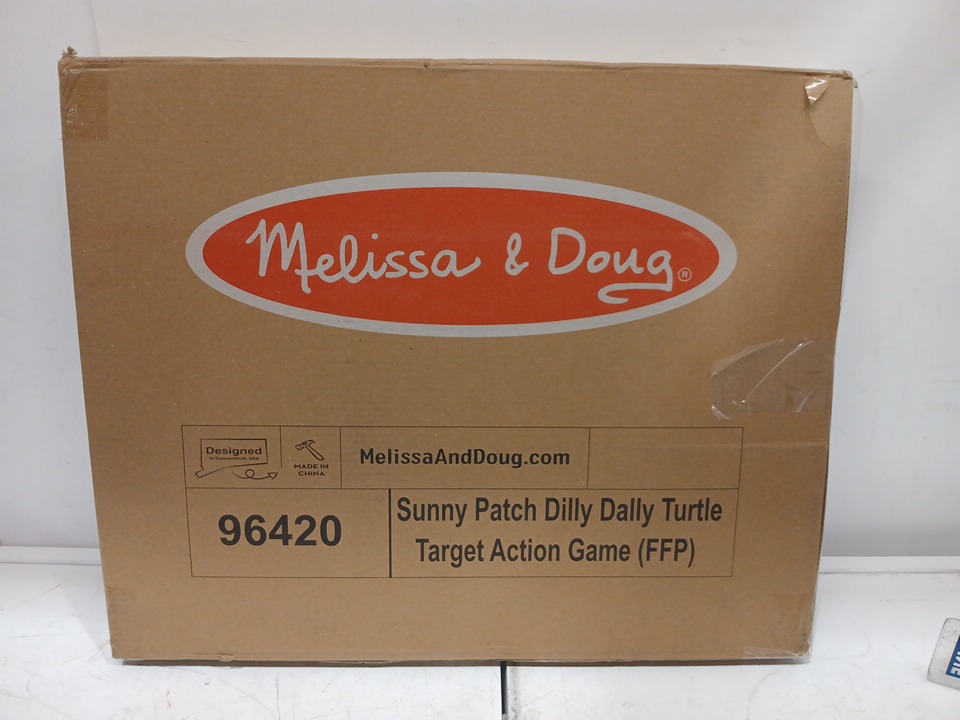 Melissa & Doug®
Designed
in Connecticut, USA
MADE IN
CHINA
MelissaAndDoug.com
96420
Sunny Patch Dilly Dally Turtle
Target Action Game (FFP)